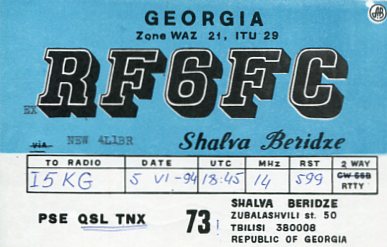 GEORGIA
Zone WAZ 21, ITU 29
RF6FC
EX
via NEW 4L1BR
Shalva Beridze
TO RADIO DATE UTC MHz RST 2 WAY
I5KG 5 VI-94 18:45 14 599 CW SSB
RTTY
PSE QSL TNX 73!
SHALVA BERIDZE
ZUBALASHVILI st. 50
TBILISI 380008
REPUBLIC OF GEORGIA